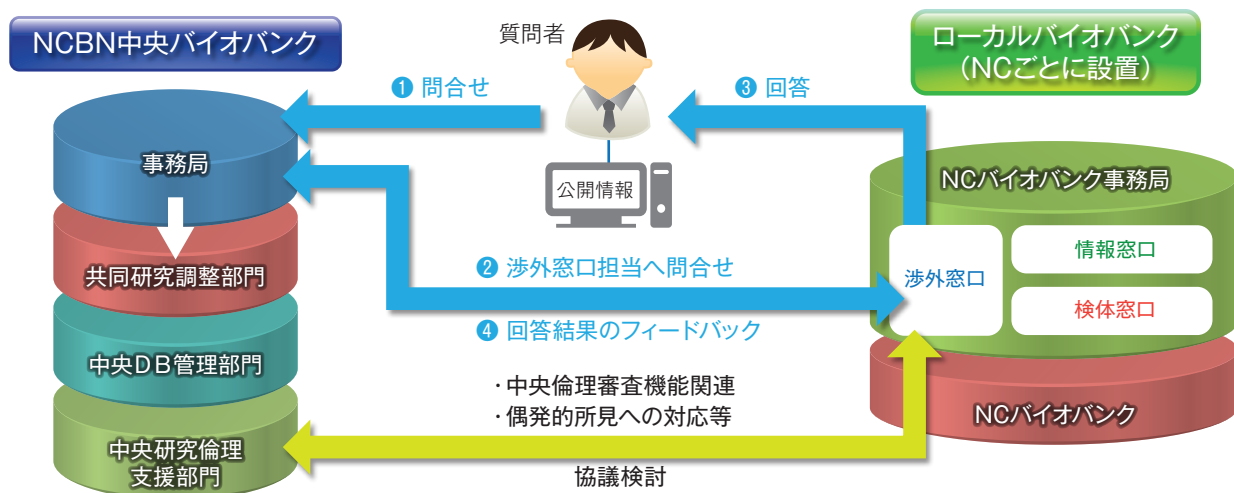 NCBN中央バイオバンク
質問者
ローカルバイオバンク
（NCごとに設置）
❶ 問合せ
❸ 回答
事務局
公開情報
NCバイオバンク事務局
共同研究調整部門
❷ 渉外窓口担当へ問合せ
渉外窓口
情報窓口
検体窓口
❹ 回答結果のフィードバック
中央DB管理部門
・中央倫理審査機能関連
・偶発的所見への対応等
NCバイオバンク
中央研究倫理
支援部門
協議検討